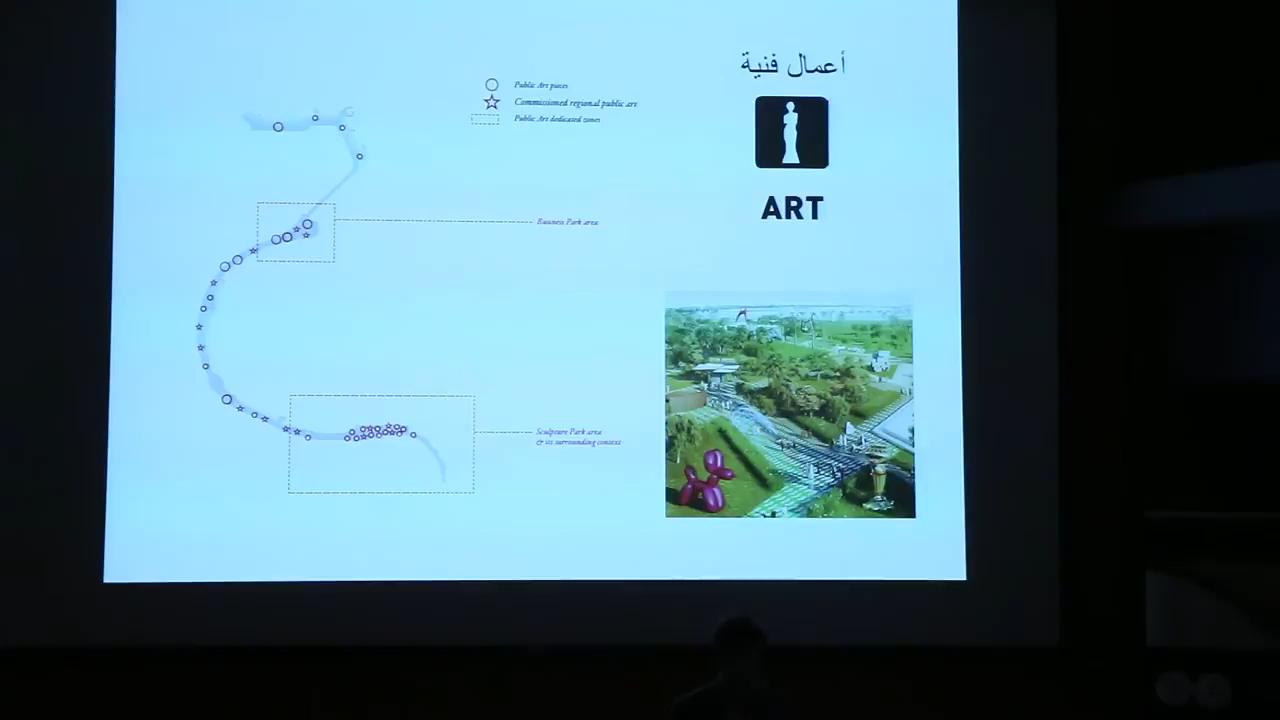 أعمال فنية
Public Art pieces
Commissioned regional public art
Public Art dedicated zones
ART
Business Park area
Sculpture Park area
& its surrounding context